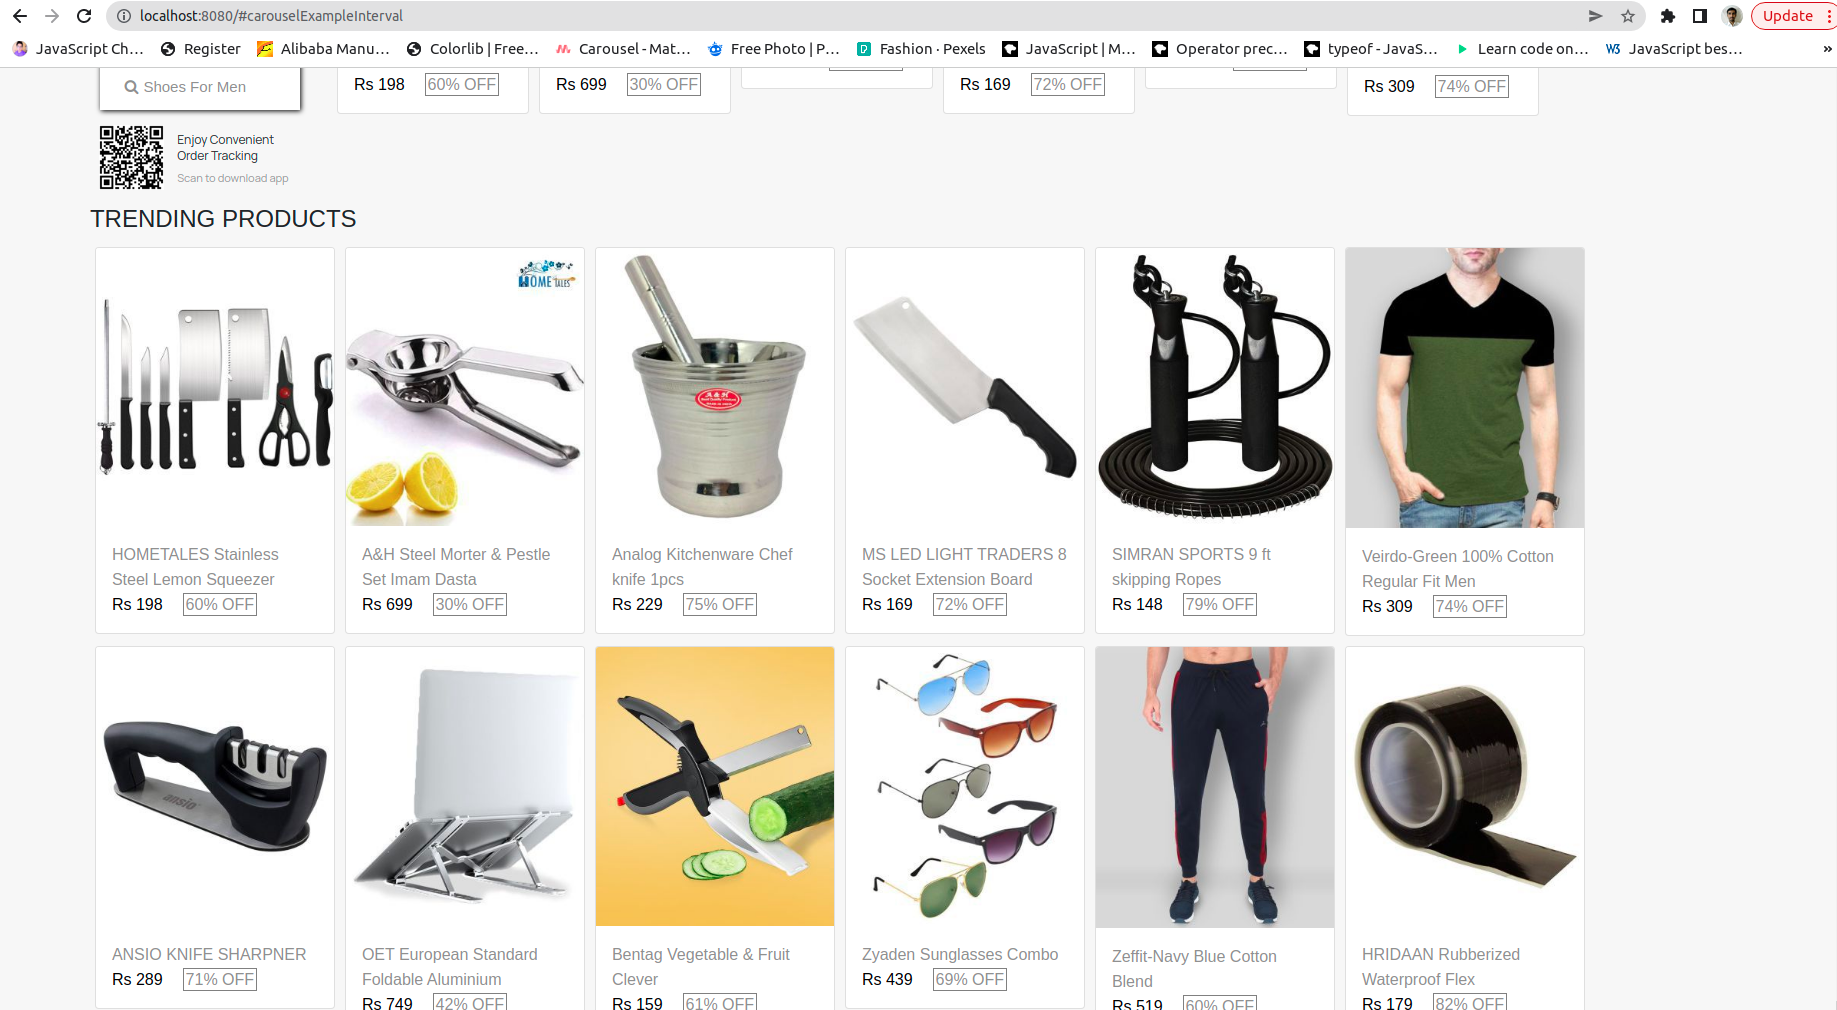 localhost:8080/#carouselExampleInterval
Update
JavaScript Ch...
Register
Alibaba Manu...
Colorlib | Free...
Carousel - Mat...
Free Photo | P...
Fashion · Pexels
JavaScript | M...
Operator prec...
typeof - JavaS...
Learn code on...
JavaScript bes...
»
Shoes For Men
Rs 198 60% OFF
Rs 699 30% OFF
Rs 169 72% OFF
Rs 309 74% OFF
Enjoy Convenient
Order Tracking
Scan to download app
TRENDING PRODUCTS
HOME TALES
HOMETALES Stainless
Steel Lemon Squeezer
Rs 198 60% OFF
A&H Steel Morter & Pestle
Set Imam Dasta
Rs 699 30% OFF
Analog Kitchenware Chef
knife 1pcs
Rs 229 75% OFF
MS LED LIGHT TRADERS 8
Socket Extension Board
Rs 169 72% OFF
SIMRAN SPORTS 9 ft
skipping Ropes
Rs 148 79% OFF
Veirdo-Green 100% Cotton
Regular Fit Men
Rs 309 74% OFF
ansio
ANSIO KNIFE SHARPNER
Rs 289 71% OFF
OET European Standard
Foldable Aluminium
Rs 749 42% OFF
Bentag Vegetable & Fruit
Clever
Rs 159 61% OFF
Zyaden Sunglasses Combo
Rs 439 69% OFF
Zeffit-Navy Blue Cotton
Blend
Rs 519 60% OFF
HRIDAAN Rubberized
Waterproof Flex
Rs 179 82% OFF